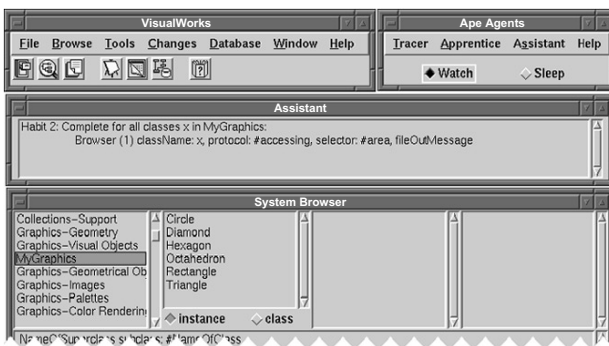 VisualWorks
File Browse Tools Changes Database Window Help
Ape Agents
Tracer Apprentice Assistant Help
Watch Sleep
Assistant
Habit 2: Complete for all classes x in MyGraphics:
Browser (1) className: x, protocol: #accessing, selector: #area, fileOutMessage
System Browser
Collections-Support
Graphics-Geometry
Graphics-Visual Objects
MyGraphics
Graphics-Geometrical Ob
Graphics-Images
Graphics-Palettes
Graphics-Color Renderin
Circle
Diamond
Hexagon
Octahedron
Rectangle
Triangle
instance class
NameOfSuperclass subclass: #NameOfClass